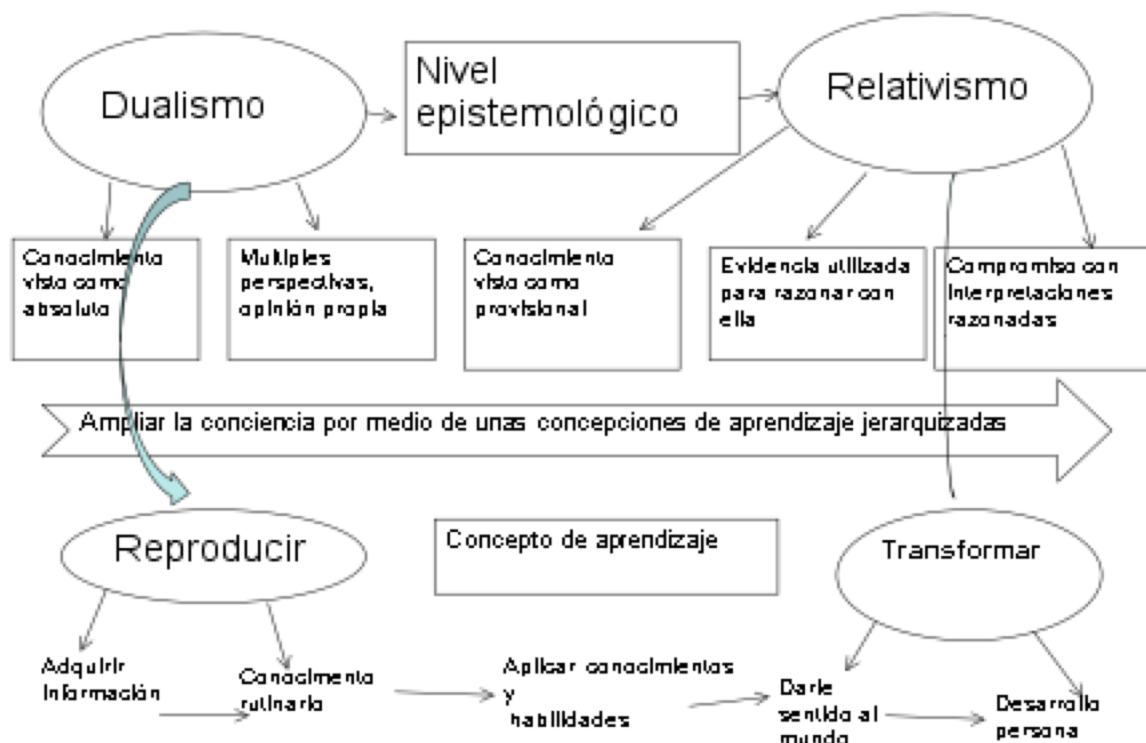 Dualismo
Nivel
epistemológico
Relativismo
Conocimiento
visto como
absoluto
Multiples
perspectivas,
opinión propia
Conocimiento
visto como
provisional
Evidencia utilizada
para razonar con
ella
Compromiso con
interpretaciones
razonadas
Ampliar la conciencia por medio de unas concepciones de aprendizaje jerarquizadas
Reproducir
Concepto de aprendizaje
Transformar
Adquirir
información
Conocimento
rutinario
Aplicar conocimientos
y
habilidades
Darle
sentido al
mundo
Desarrollo
persona